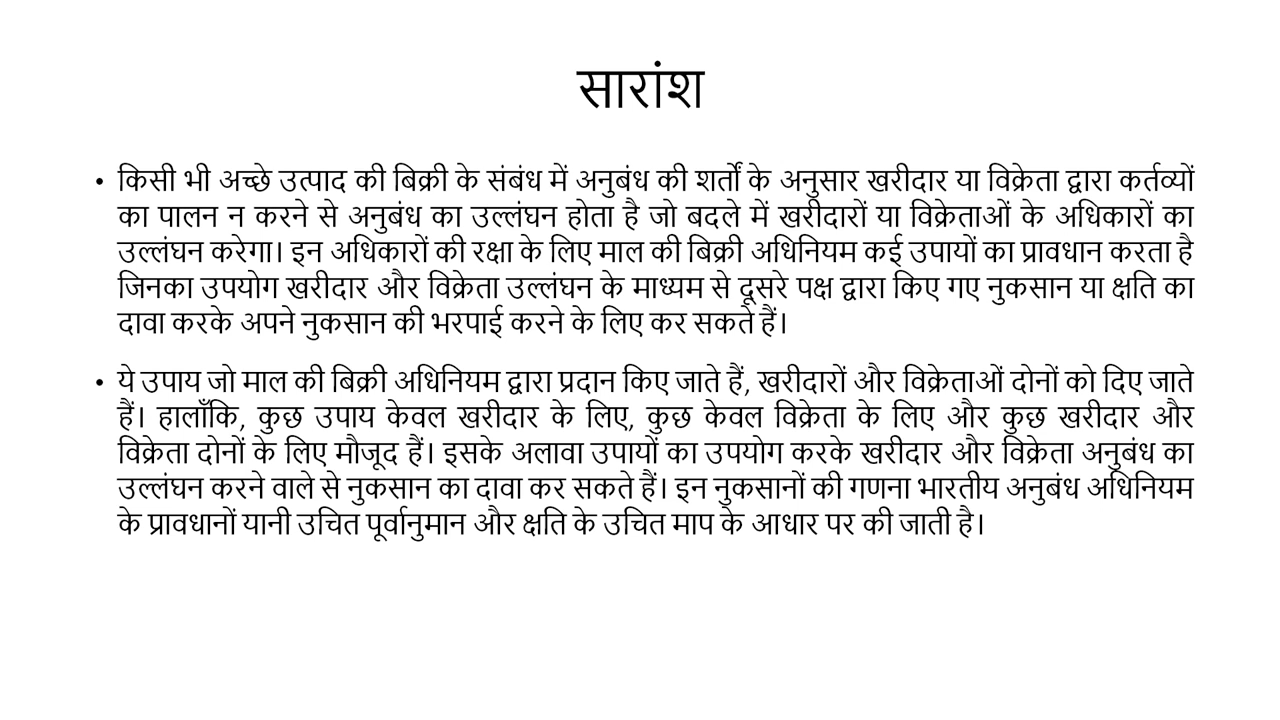 सारांश
• किसी भी अच्छे उत्पाद की बिक्री के संबंध में अनुबंध की शर्तों के अनुसार खरीदार या विक्रेता द्वारा कर्तव्यों
का पालन न करने से अनुबंध का उल्लंघन होता है जो बदले में खरीदारों या विक्रेताओं के अधिकारों का
उल्लंघन करेगा। इन अधिकारों की रक्षा के लिए माल की बिक्री अधिनियम कई उपायों का प्रावधान करता है
जिनका उपयोग खरीदार और विक्रेता उल्लंघन के माध्यम से दूसरे पक्ष द्वारा किए गए नुकसान या क्षति का
दावा करके अपने नुकसान की भरपाई करने के लिए कर सकते हैं।
• ये उपाय जो माल की बिक्री अधिनियम द्वारा प्रदान किए जाते हैं, खरीदारों और विक्रेताओं दोनों को दिए जाते
हैं। हालाँकि, कुछ उपाय केवल खरीदार के लिए, कुछ केवल विक्रेता के लिए और कुछ खरीदार और
विक्रेता दोनों के लिए मौजूद हैं। इसके अलावा उपायों का उपयोग करके खरीदार और विक्रेता अनुबंध का
उल्लंघन करने वाले से नुकसान का दावा कर सकते हैं। इन नुकसानों की गणना भारतीय अनुबंध अधिनियम
के प्रावधानों यानी उचित पूर्वानुमान और क्षति के उचित माप के आधार पर की जाती है।